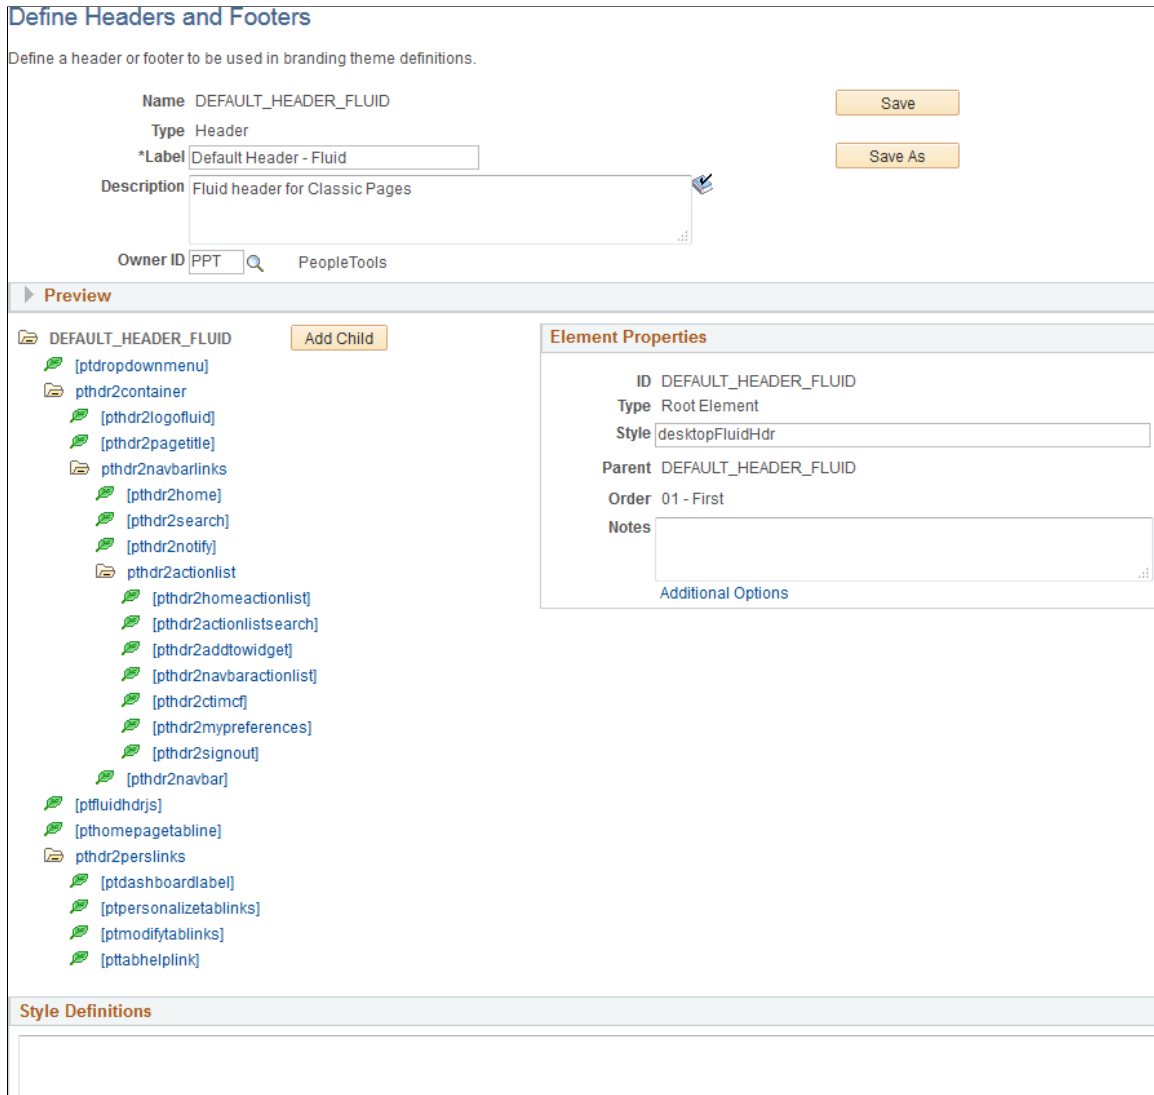 Define Headers and Footers
Define a header or footer to be used in branding theme definitions.
Name DEFAULT_HEADER_FLUID
Save
Type Header
*Label Default Header - Fluid
Save As
Description Fluid header for Classic Pages
Owner ID PPT PeopleTools
Preview
DEFAULT_HEADER_FLUID Add Child
[ptdropdownmenu]
pthdr2container
[pthdr2logofluid]
[pthdr2pagetitle]
pthdr2navbarlinks
[pthdr2home]
[pthdr2search]
[pthdr2notify]
pthdr2actionlist
[pthdr2homeactionlist]
[pthdr2actionlistsearch]
[pthdr2addtowidget]
[pthdr2navbaractionlist]
[pthdr2ctimcf]
[pthdr2mypreferences]
[pthdr2signout]
[pthdr2navbar]
[ptfluidhdrjs]
[pthomepagetabline]
pthdr2perslinks
[ptdashboardlabel]
[ptpersonalizetablinks]
[ptmodifytablinks]
[pttabhelplink]
Element Properties
ID DEFAULT_HEADER_FLUID
Type Root Element
Style desktopFluidHdr
Parent DEFAULT_HEADER_FLUID
Order 01 - First
Notes
Additional Options
Style Definitions